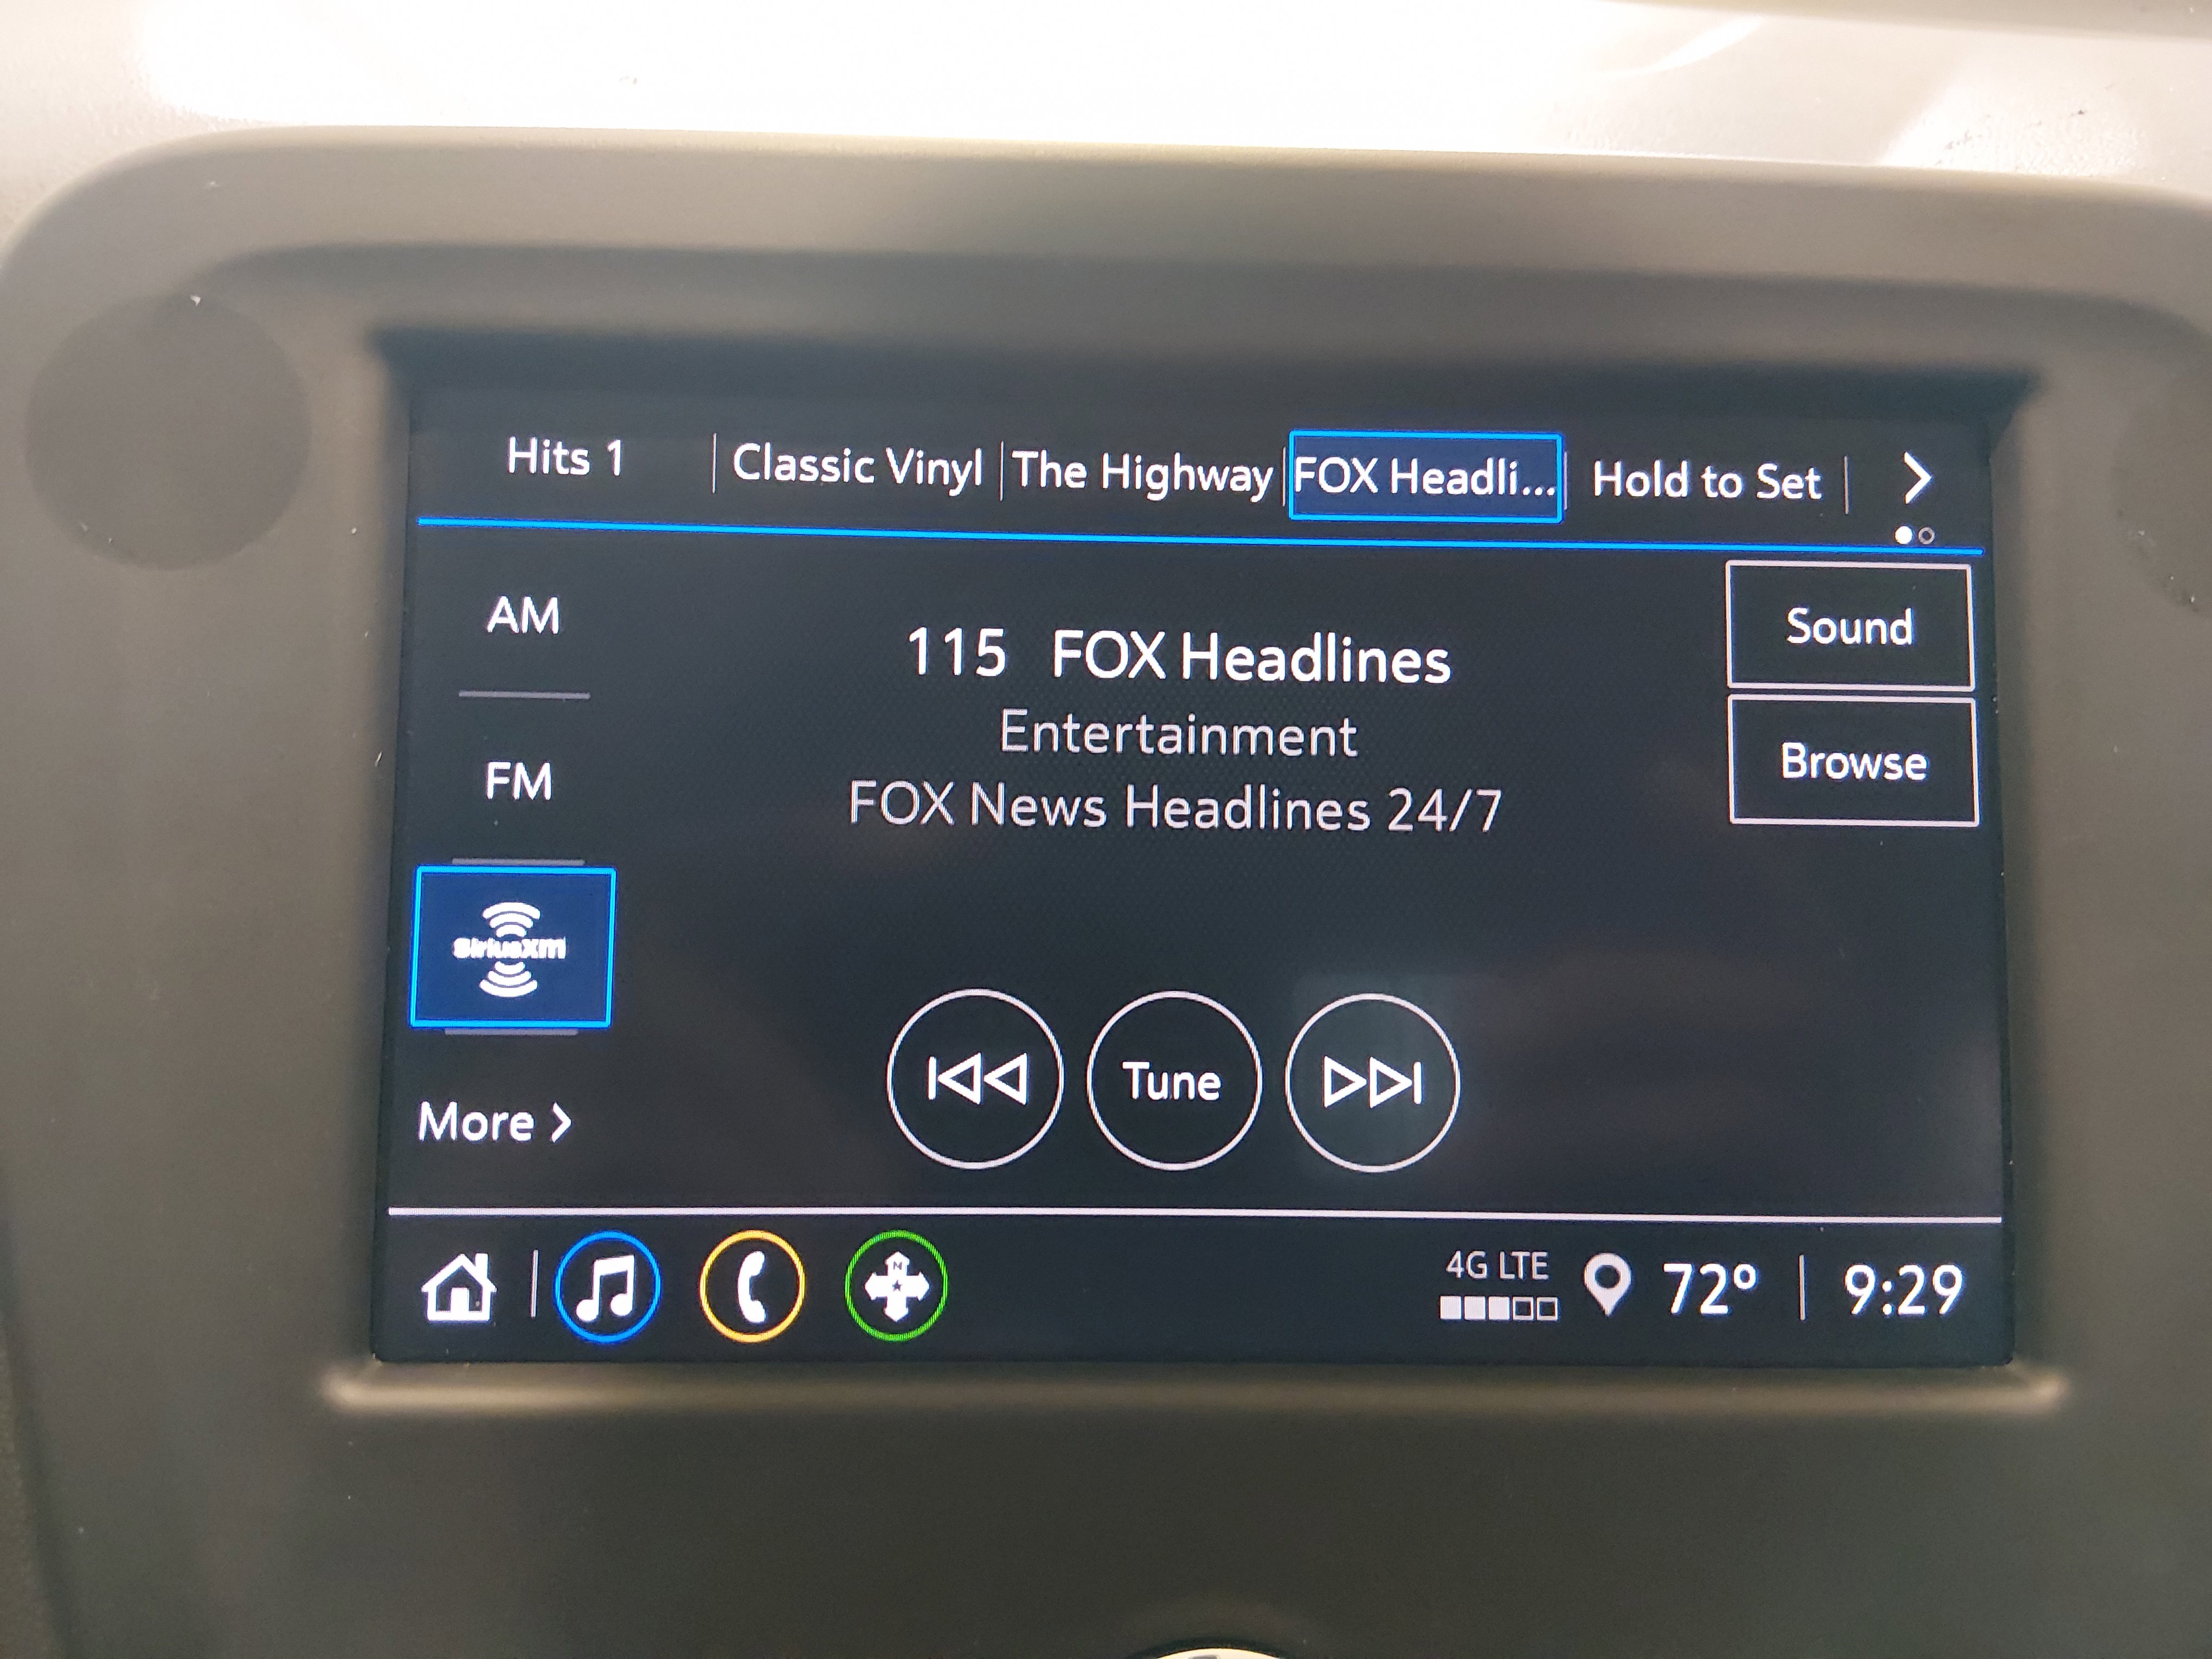 Hits 1 Classic Vinyl The Highway FOX Headli... Hold to Set
AM
115 FOX Headlines
Sound
Entertainment
FM
FOX News Headlines 24/7
Browse
SiriusXM
Tune
More
N
4G LTE
72° 9:29